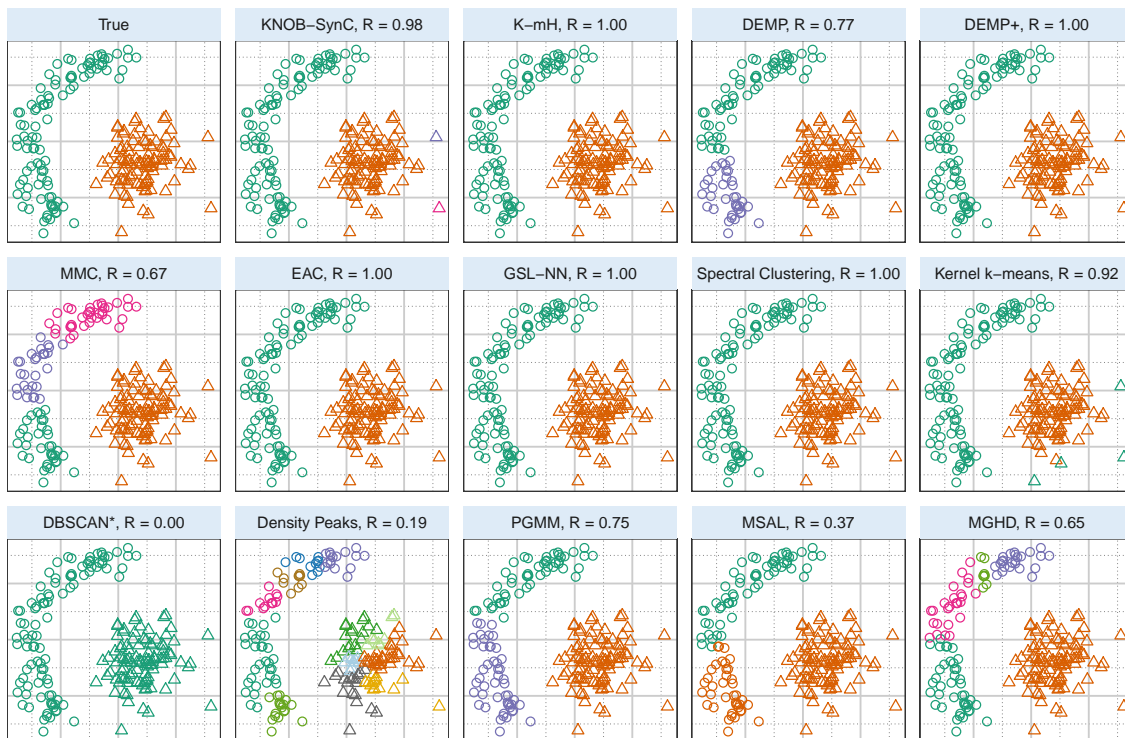 True
KNOB−SynC, R = 0.98
K−mH, R = 1.00
DEMP, R = 0.77
DEMP+, R = 1.00
MMC, R = 0.67
EAC, R = 1.00
GSL−NN, R = 1.00
Spectral Clustering, R = 1.00
Kernel k−means, R = 0.92
DBSCAN*, R = 0.00
Density Peaks, R = 0.19
PGMM, R = 0.75
MSAL, R = 0.37
MGHD, R = 0.65